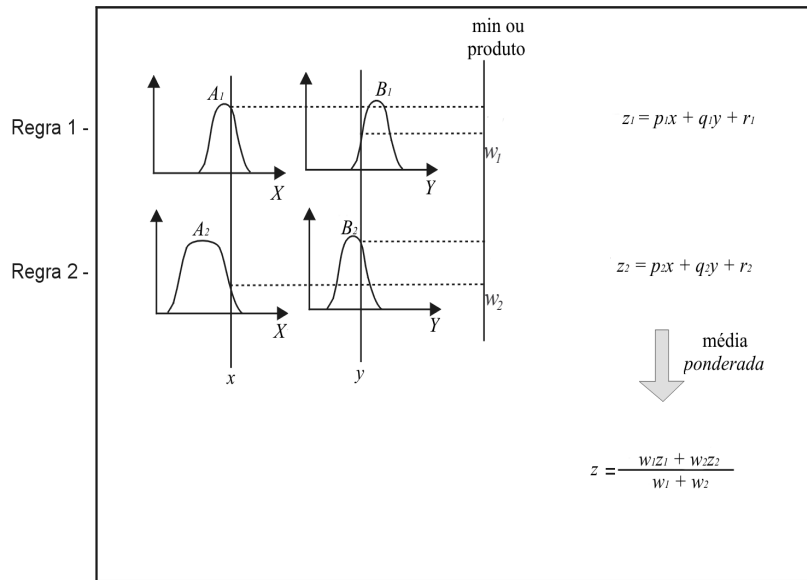 min ou
produto
A₁
B₁
Regra 1 -
z₁ = p₁x + q₁y + r₁
w₁
X
Y
A₂
B₂
Regra 2 -
z₂ = p₂x + q₂y + r₂
w₂
X
Y
x
y
média
ponderada
z = w₁z₁ + w₂z₂
w₁ + w₂